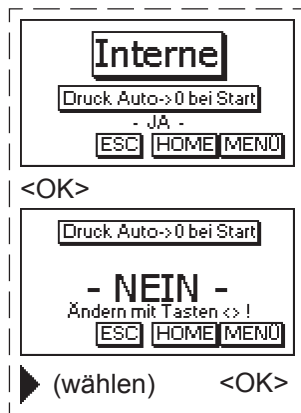 Interne
Druck Auto->0 bei Start
- JA -
ESC HOME MENÜ
<OK>
Druck Auto->0 bei Start
- NEIN -
Ändern mit Tasten <> !
ESC HOME MENÜ
(wählen) <OK>